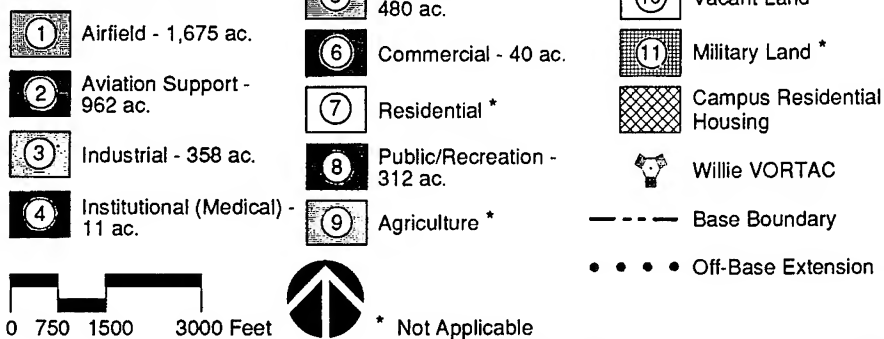 1 Airfield - 1,675 ac.
2 Aviation Support -
962 ac.
3 Industrial - 358 ac.
4 Institutional (Medical) -
11 ac.
480 ac.
6 Commercial - 40 ac.
7 Residential *
8 Public/Recreation -
312 ac.
9 Agriculture *
Vacant Land
11 Military Land *
Campus Residential
Housing
Willie VORTAC
Base Boundary
Off-Base Extension
0 750 1500 3000 Feet
* Not Applicable